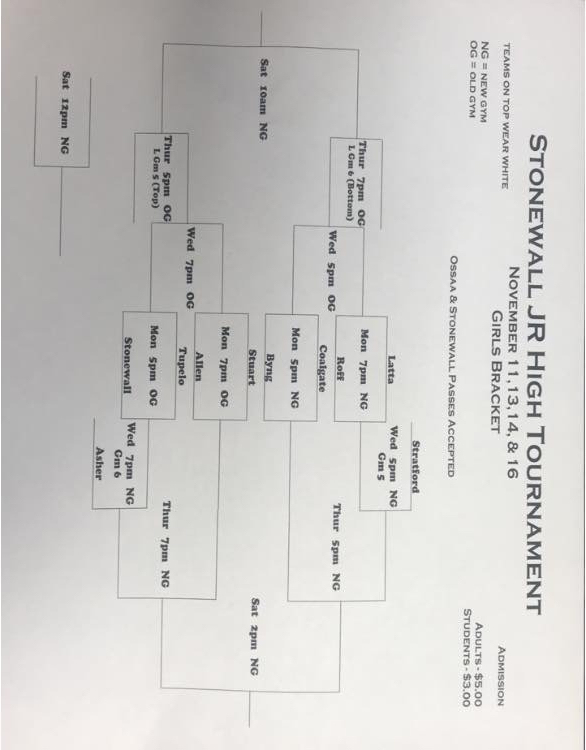 STONEWALL JR HIGH TOURNAMENT
NOVEMBER 11,13,14, & 16
GIRLS BRACKET
TEAMS ON TOP WEAR WHITE
NG = NEW GYM
OG = OLD GYM
ADMISSION
ADULTS - $5.00
STUDENTS - $3.00
OSSAA & STONEWALL PASSES ACCEPTED
Stratford
Wed 5pm NG
Gm 5
Latta
Mon 7pm NG
Roff
Thur 7pm OG
L Gm 6 (Bottom)
Wed 5pm OG
Thur 5pm NG
Coalgate
Mon 5pm NG
Byng
Sat 10am NG
Sat 2pm NG
Stuart
Mon 7pm OG
Allen
Wed 7pm OG
Tupelo
Mon 5pm OG
Stonewall
Thur 5pm OG
L Gm 5 (Top)
Thur 7pm NG
Wed 7pm NG
Gm 6
Asher
Sat 12pm NG